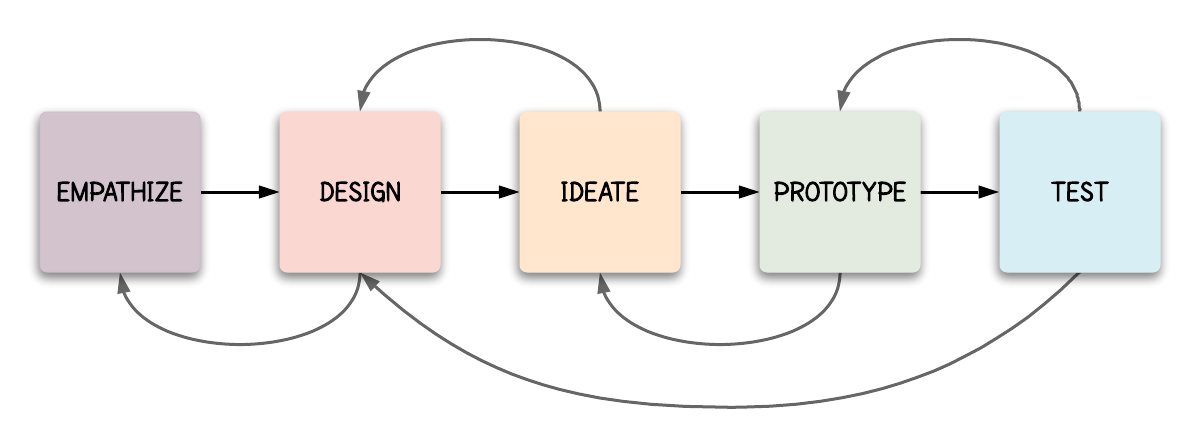 EMPATHIZE
DESIGN
IDEATE
PROTOTYPE
TEST